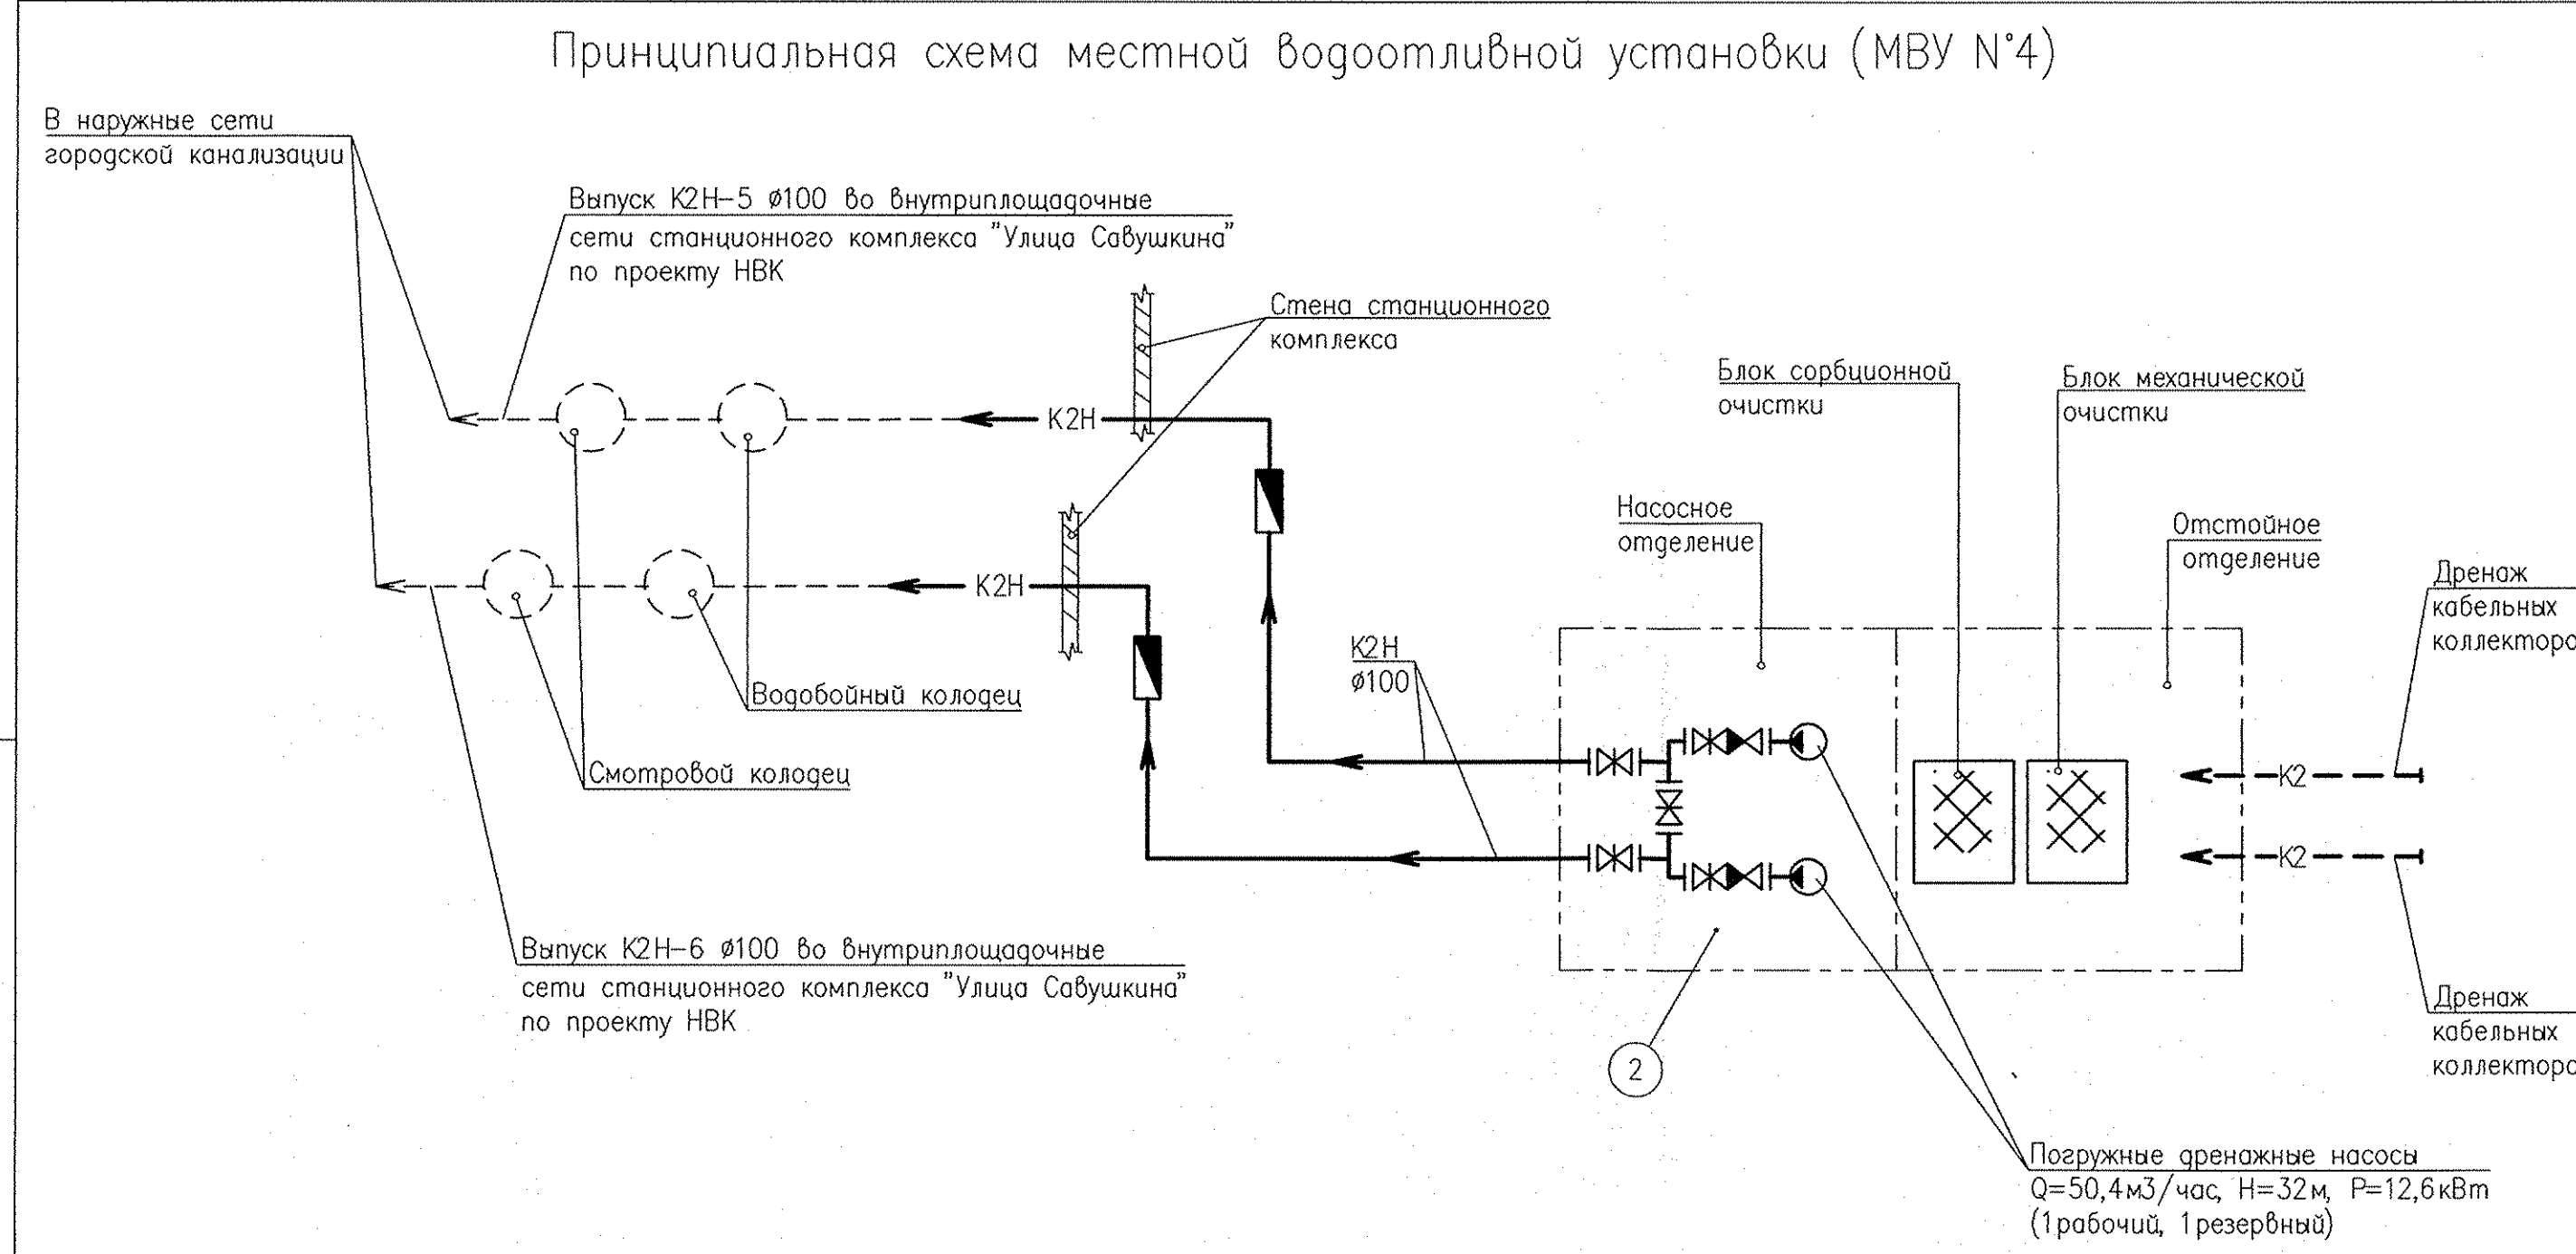 Принципиальная схема местной водоотливной установки (МВУ N°4)
В наружные сети
городской канализации
Выпуск К2Н-5 ø100 во внутриплощадочные
сети станционного комплекса "Улица Савушкина"
по проекту НВК
Стена станционного
комплекса
Блок сорбционной
очистки
Блок механической
очистки
К2Н
Насосное
отделение
Отстойное
отделение
Дренаж
кабельных
коллекторо
К2Н
К2Н
ø100
Водобойный колодец
Смотровой колодец
К2
К2
Выпуск К2Н-6 ø100 во внутриплощадочные
сети станционного комплекса "Улица Савушкина"
по проекту НВК
Дренаж
кабельных
коллекторо
2
Погружные дренажные насосы
Q=50,4м3/час, Н=32м, Р=12,6кВт
(1рабочий, 1резервный)